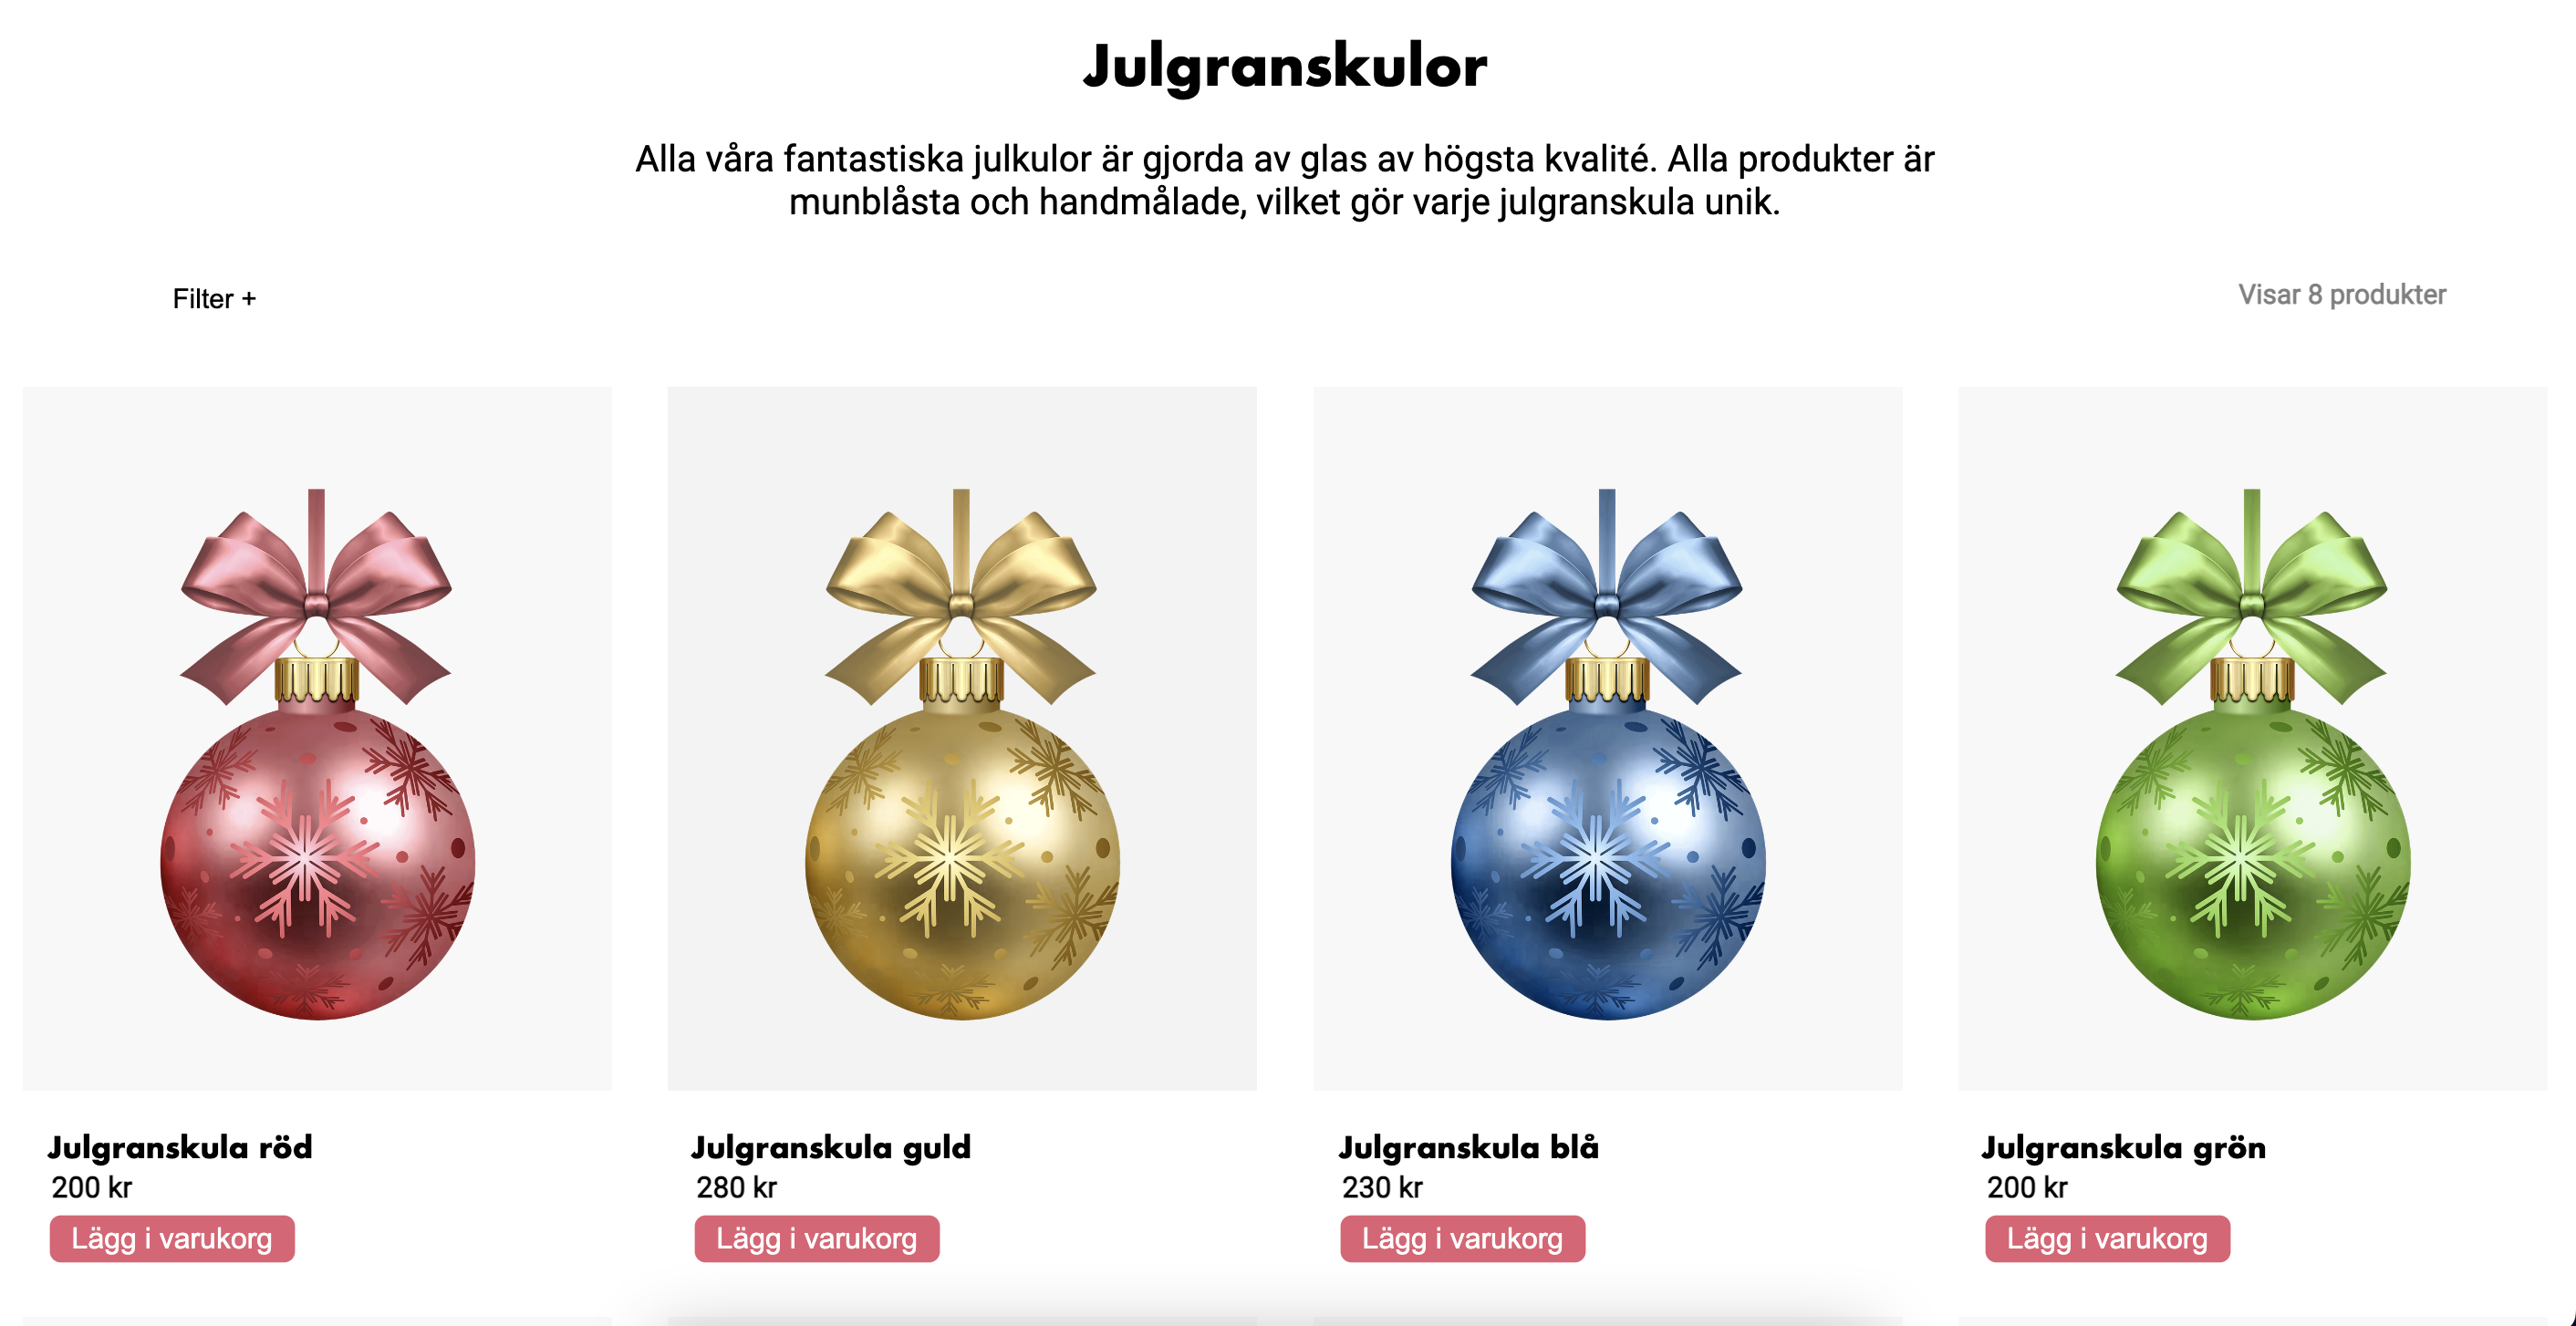 Julgranskulor
Alla våra fantastiska julkulor är gjorda av glas av högsta kvalité. Alla produkter är
munblåsta och handmålade, vilket gör varje julgranskula unik.
Filter +
Visar 8 produkter
Julgranskula röd
200 kr
Lägg i varukorg
Julgranskula guld
280 kr
Lägg i varukorg
Julgranskula blå
230 kr
Lägg i varukorg
Julgranskula grön
200 kr
Lägg i varukorg